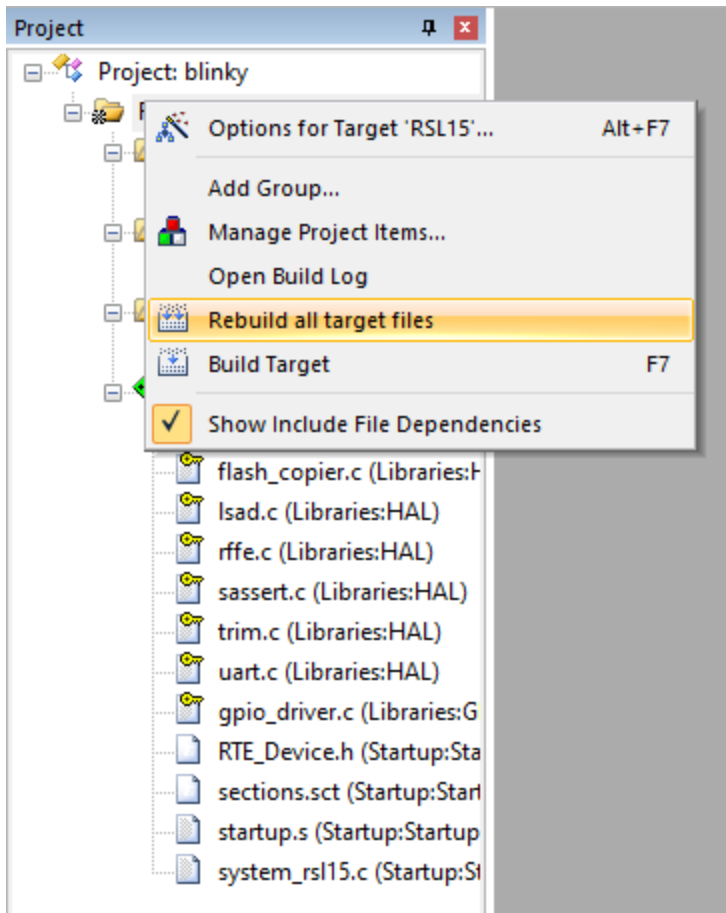 Project
Project: blinky
Options for Target 'RSL15'... Alt+F7
Add Group...
Manage Project Items...
Open Build Log
Rebuild all target files
Build Target F7
Show Include File Dependencies
flash_copier.c (Libraries:H
lsad.c (Libraries:HAL)
rffe.c (Libraries:HAL)
sassert.c (Libraries:HAL)
trim.c (Libraries:HAL)
uart.c (Libraries:HAL)
gpio_driver.c (Libraries:G
RTE_Device.h (Startup:Sta
sections.sct (Startup:Start
startup.s (Startup:Startup
system_rsl15.c (Startup:St